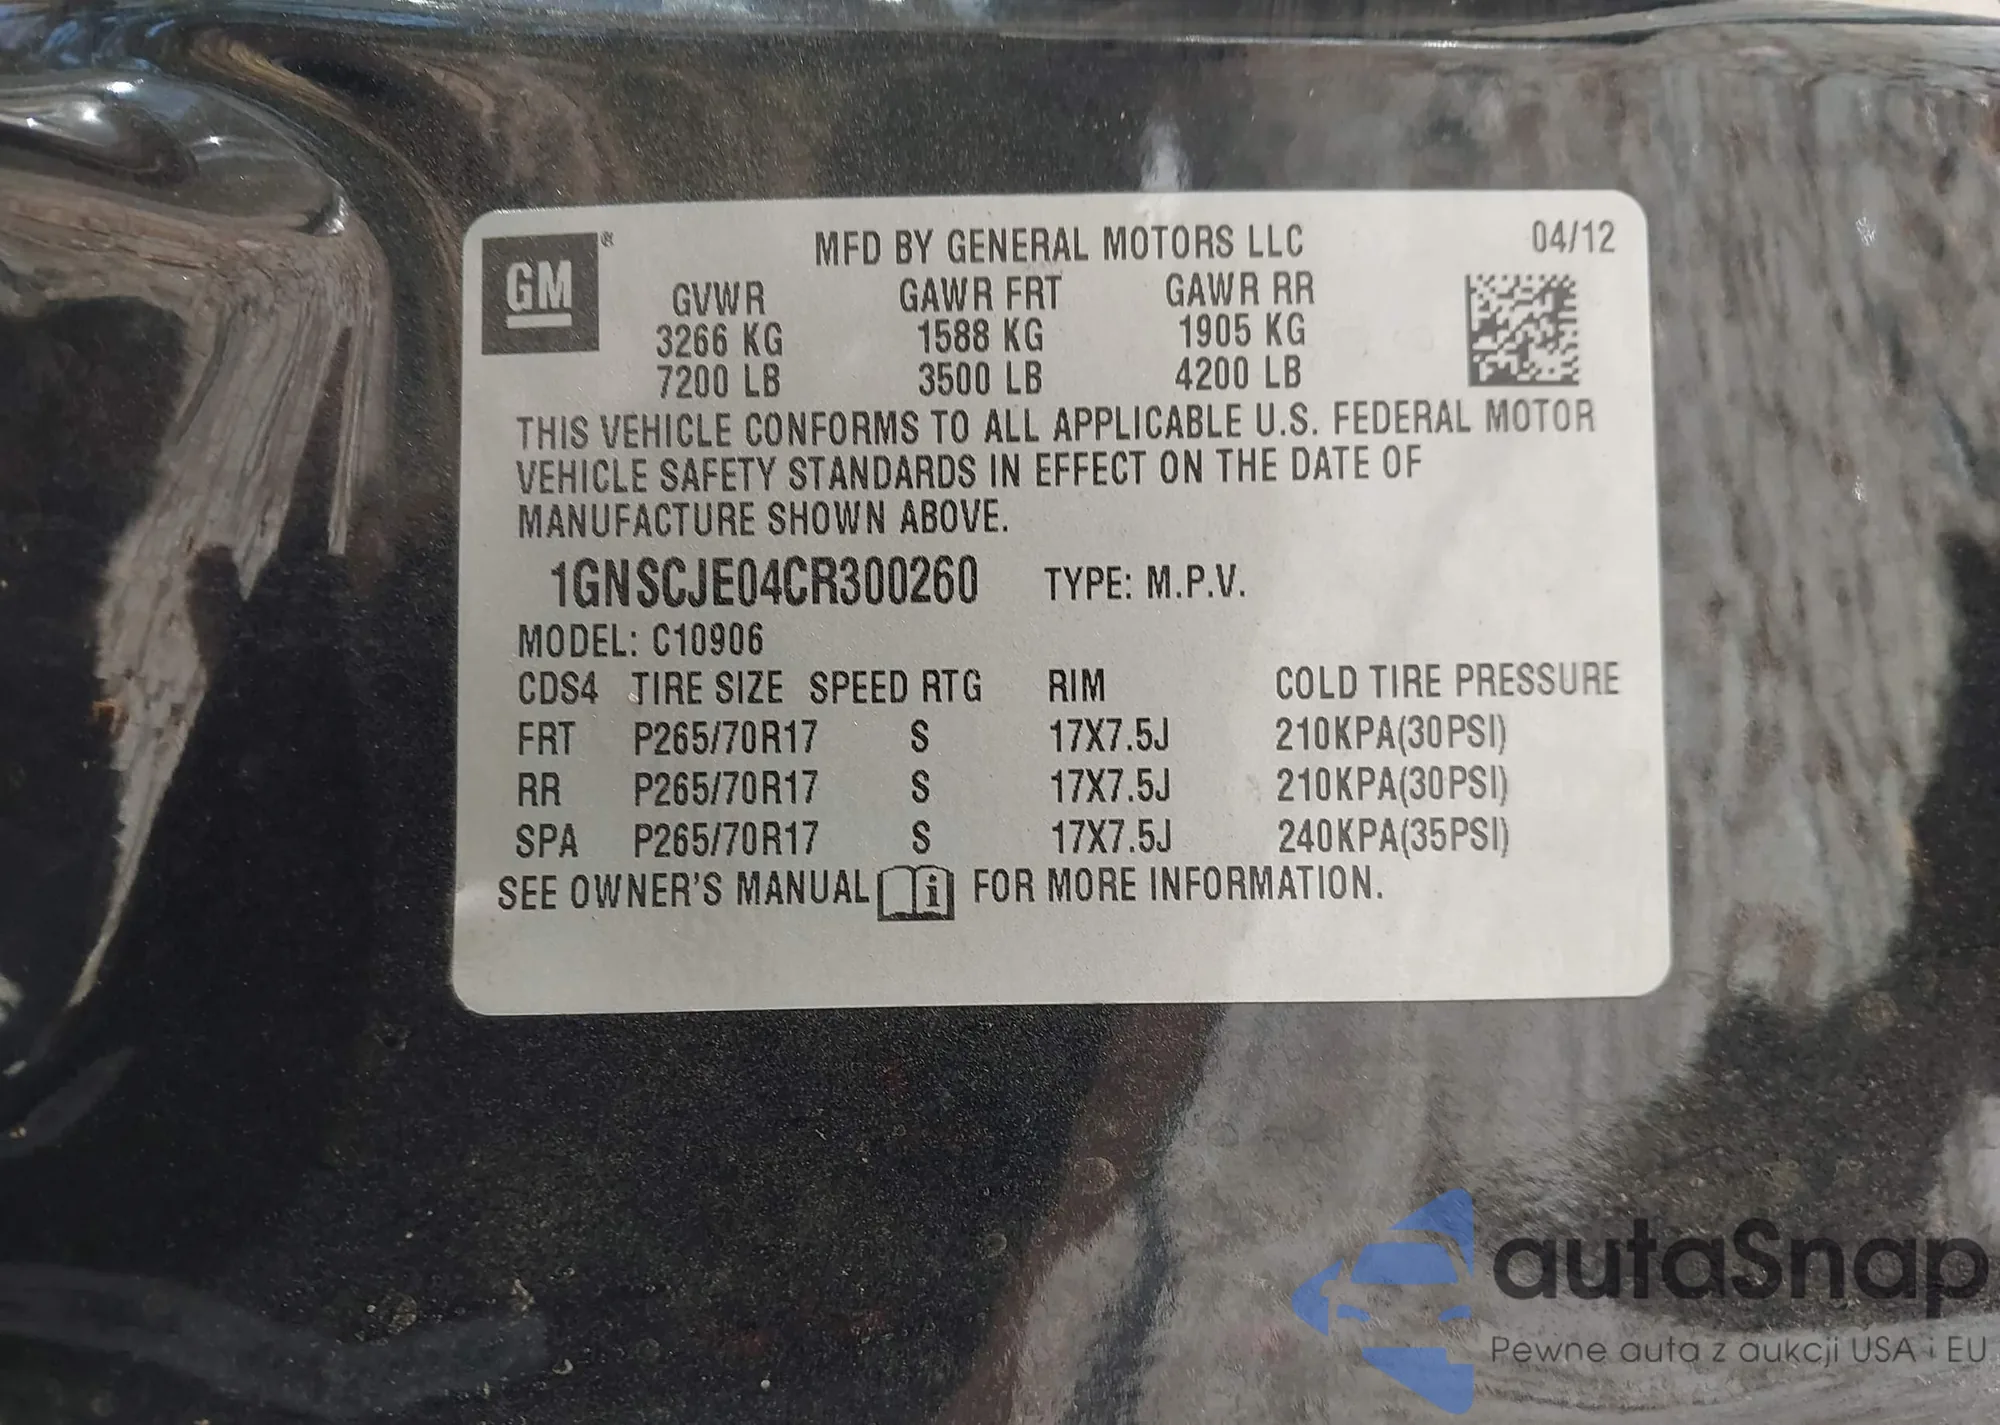 GM®
MFD BY GENERAL MOTORS LLC 04/12
GVWR GAWR FRT GAWR RR
3266 KG 1588 KG 1905 KG
7200 LB 3500 LB 4200 LB
THIS VEHICLE CONFORMS TO ALL APPLICABLE U.S. FEDERAL MOTOR
VEHICLE SAFETY STANDARDS IN EFFECT ON THE DATE OF
MANUFACTURE SHOWN ABOVE.
1GNSCJE04CR300260 TYPE: M.P.V.
MODEL: C10906
CDS4 TIRE SIZE SPEED RTG RIM COLD TIRE PRESSURE
FRT P265/70R17 S 17X7.5J 210KPA(30PSI)
RR P265/70R17 S 17X7.5J 210KPA(30PSI)
SPA P265/70R17 S 17X7.5J 240KPA(35PSI)
SEE OWNER'S MANUAL i FOR MORE INFORMATION.
autaSnap
Pewne auta z aukcji USA i EU